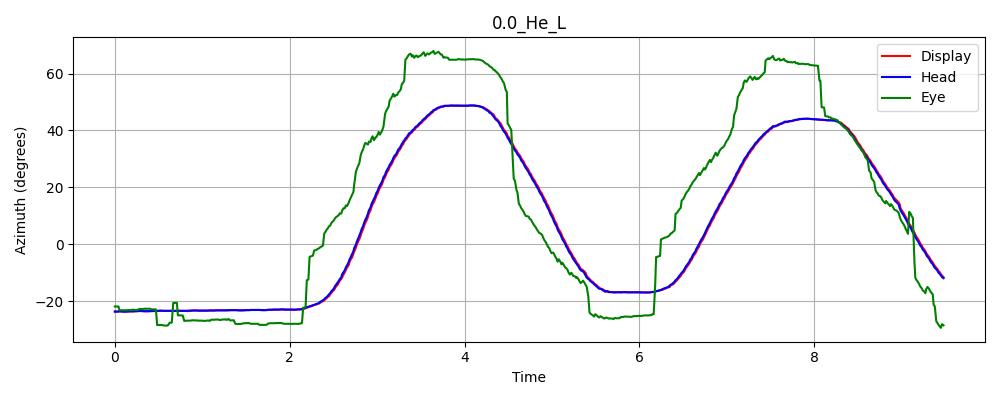 0.0_He_L
Azimuth (degrees)
60
40
20
0
−20
Display
Head
Eye
0 2 4 6 8
Time